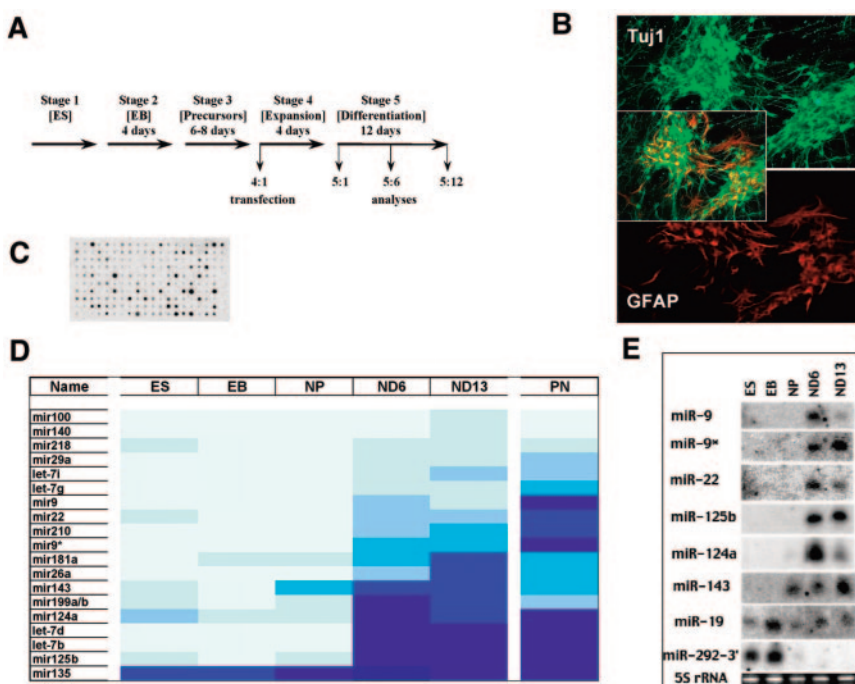 A
Stage 1 Stage 2 Stage 3 Stage 4 Stage 5
[ES] [EB] [Precursors] [Expansion] [Differentiation]
4 days 6-8 days 4 days 12 days
4:1 5:1 5:6 5:12
transfection analyses
B
Tuj1
GFAP
C
D
Name ES EB NP ND6 ND13 PN
mir100
mir140
mir218
mir29a
let-7i
let-7g
mir9
mir22
mir210
mir9*
mir181a
mir26a
mir143
mir199a/b
mir124a
let-7d
let-7b
mir125b
mir135
E
ES EB NP ND6 ND13
miR-9
miR-9*
miR-22
miR-125b
miR-124a
miR-143
miR-19
miR-292-3'
5S rRNA